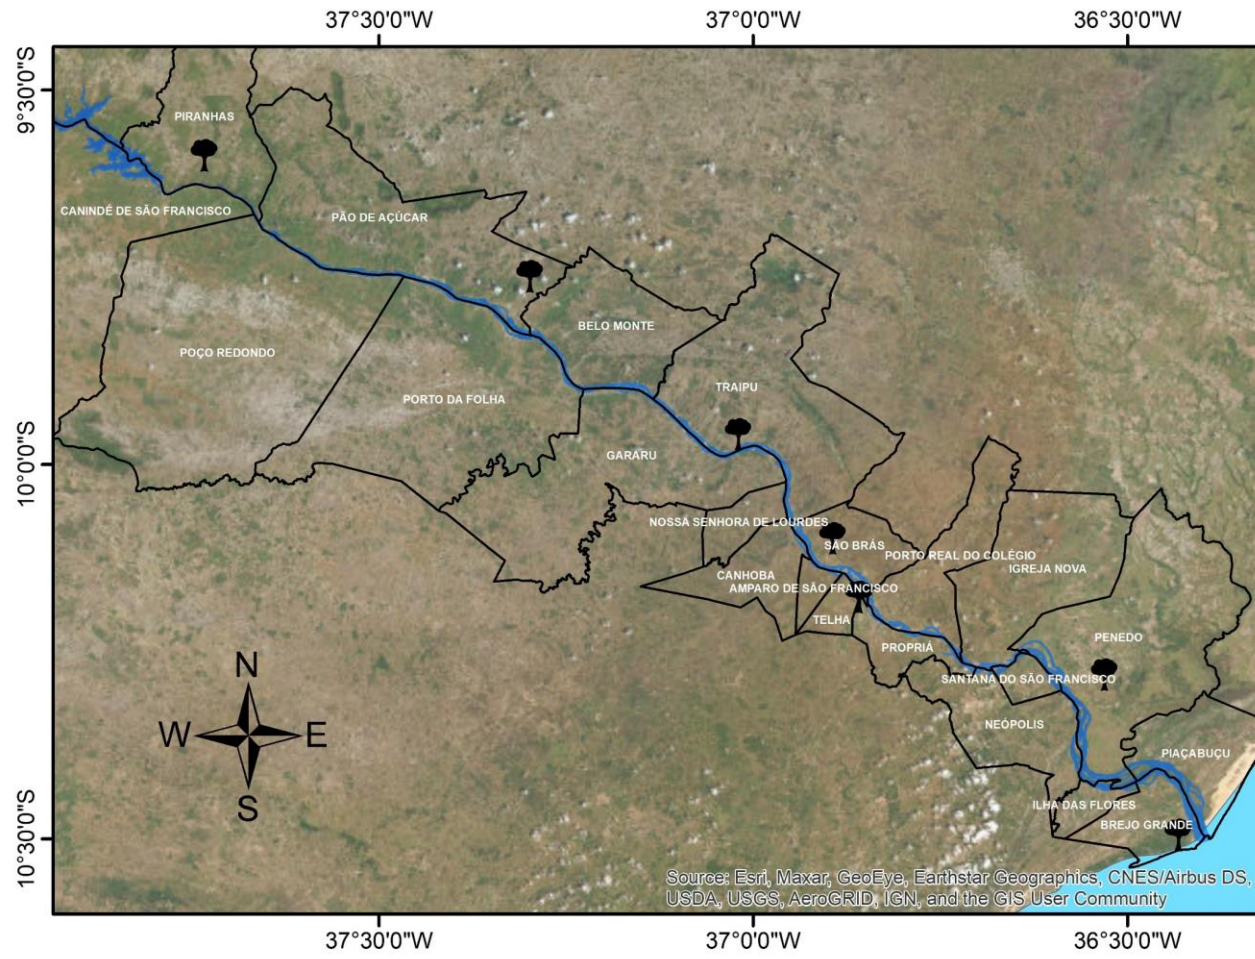 37°30'0"W 37°0'0"W 36°30'0"W
9°30'0"S
PIRANHAS
CANINDÉ DE SÃO FRANCISCO
PÃO DE AÇÚCAR
BELO MONTE
POÇO REDONDO
TRAIPU
PORTO DA FOLHA
GARARU
10°0'0"S
NOSSA SENHORA DE LOURDES
SÃO BRÁS
PORTO REAL DO COLÉGIO
IGREJA NOVA
CANHOBA
AMPARO DE SÃO FRANCISCO
TELHA
PENEDO
PROPRIÁ
SANTANA DO SÃO FRANCISCO
NEÓPOLIS
N
W E
S
PIAÇABUÇU
ILHA DAS FLORES
BREJO GRANDE
10°30'0"S
Source: Esri, Maxar, GeoEye, Earthstar Geographics, CNES/Airbus DS,
USDA, USGS, AeroGRID, IGN, and the GIS User Community
37°30'0"W 37°0'0"W 36°30'0"W